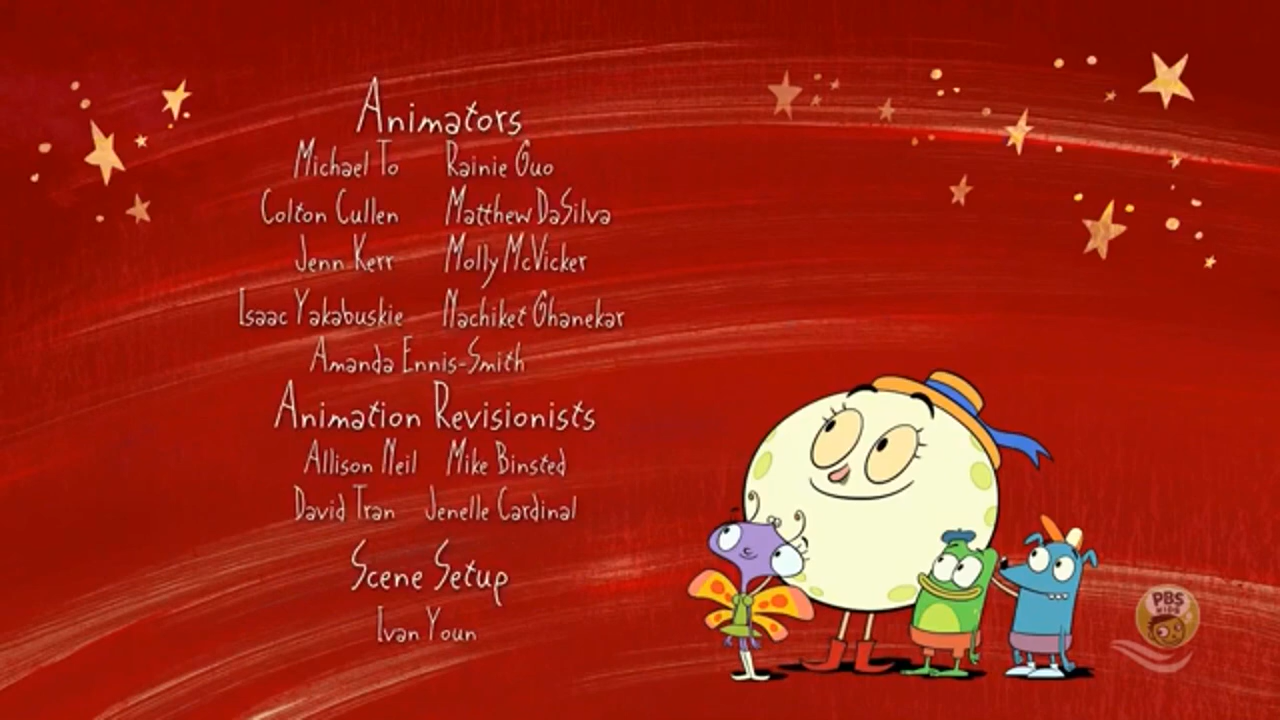 Animators
Michael To Rainie Guo
Colton Cullen Matthew DaSilva
Jenn Kerr Molly McVicker
Isaac Yakabuskie Nachiket Ghanekar
Amanda Ennis-Smith
Animation Revisionists
Allison Neil Mike Binsted
David Tran Jenelle Cardinal
Scene Setup
Ivan Youn
PBS
KIDS